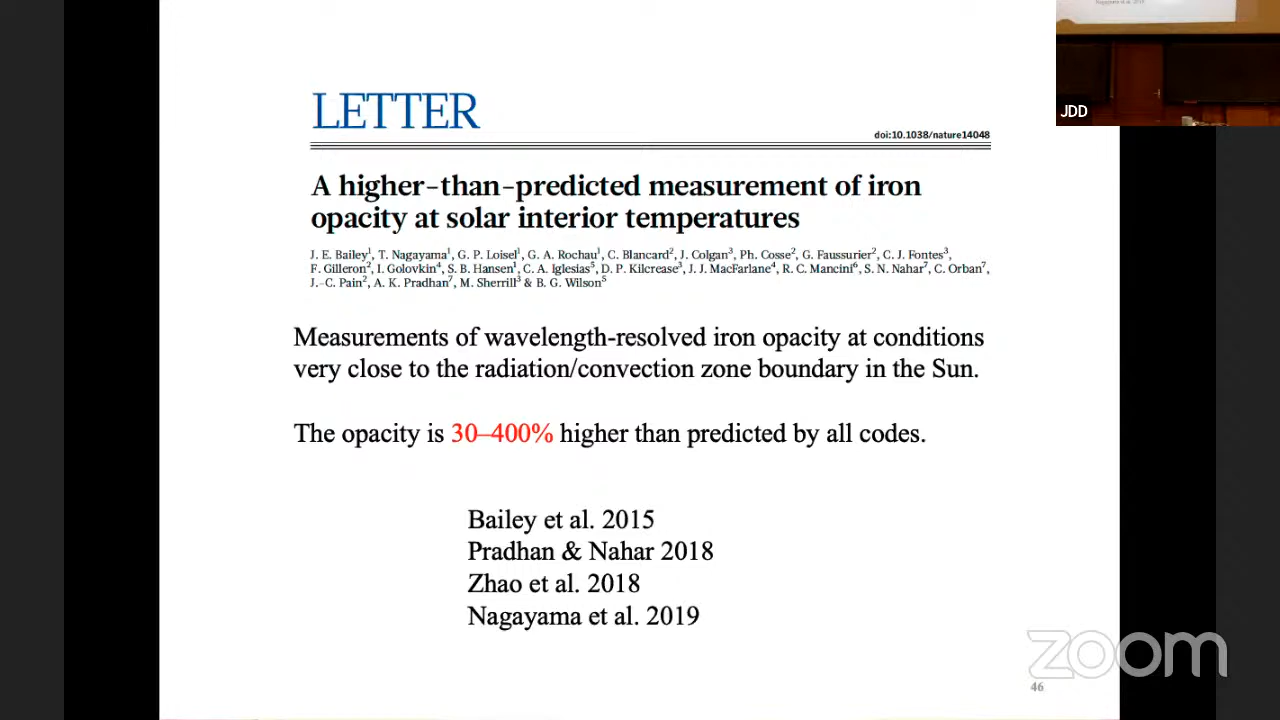 LETTER
doi:10.1038/nature14048
A higher-than-predicted measurement of iron
opacity at solar interior temperatures
J. E. Bailey1, T. Nagayama1, G. P. Loisel1, G. A. Rochau1, C. Blancard2, J. Colgan3, Ph. Cosse2, G. Faussurier2, C. J. Fontes3,
F. Gilleron2, I. Golovkin4, S. B. Hansen1, C. A. Iglesias5, D. P. Kilcrease3, J. J. MacFarlane4, R. C. Mancini6, S. N. Nahar7, C. Orban7,
J.-C. Pain2, A. K. Pradhan7, M. Sherrill3 & B. G. Wilson5
Measurements of wavelength-resolved iron opacity at conditions
very close to the radiation/convection zone boundary in the Sun.
The opacity is 30–400% higher than predicted by all codes.
Bailey et al. 2015
Pradhan & Nahar 2018
Zhao et al. 2018
Nagayama et al. 2019
46
JDD
zoom